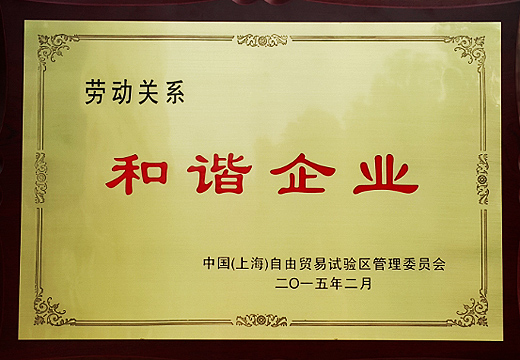 劳动关系
和谐企业
中国(上海)自由贸易试验区管理委员会
二〇一五年二月